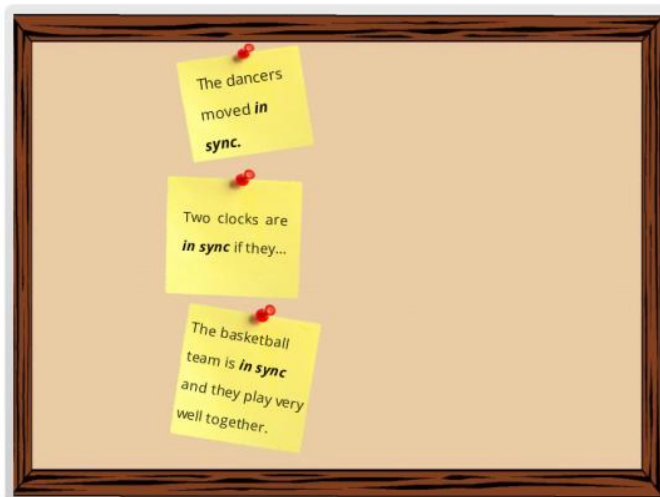 The dancers
moved in
sync.
Two clocks are
in sync if they...
The basketball
team is in sync
and they play very
well together.